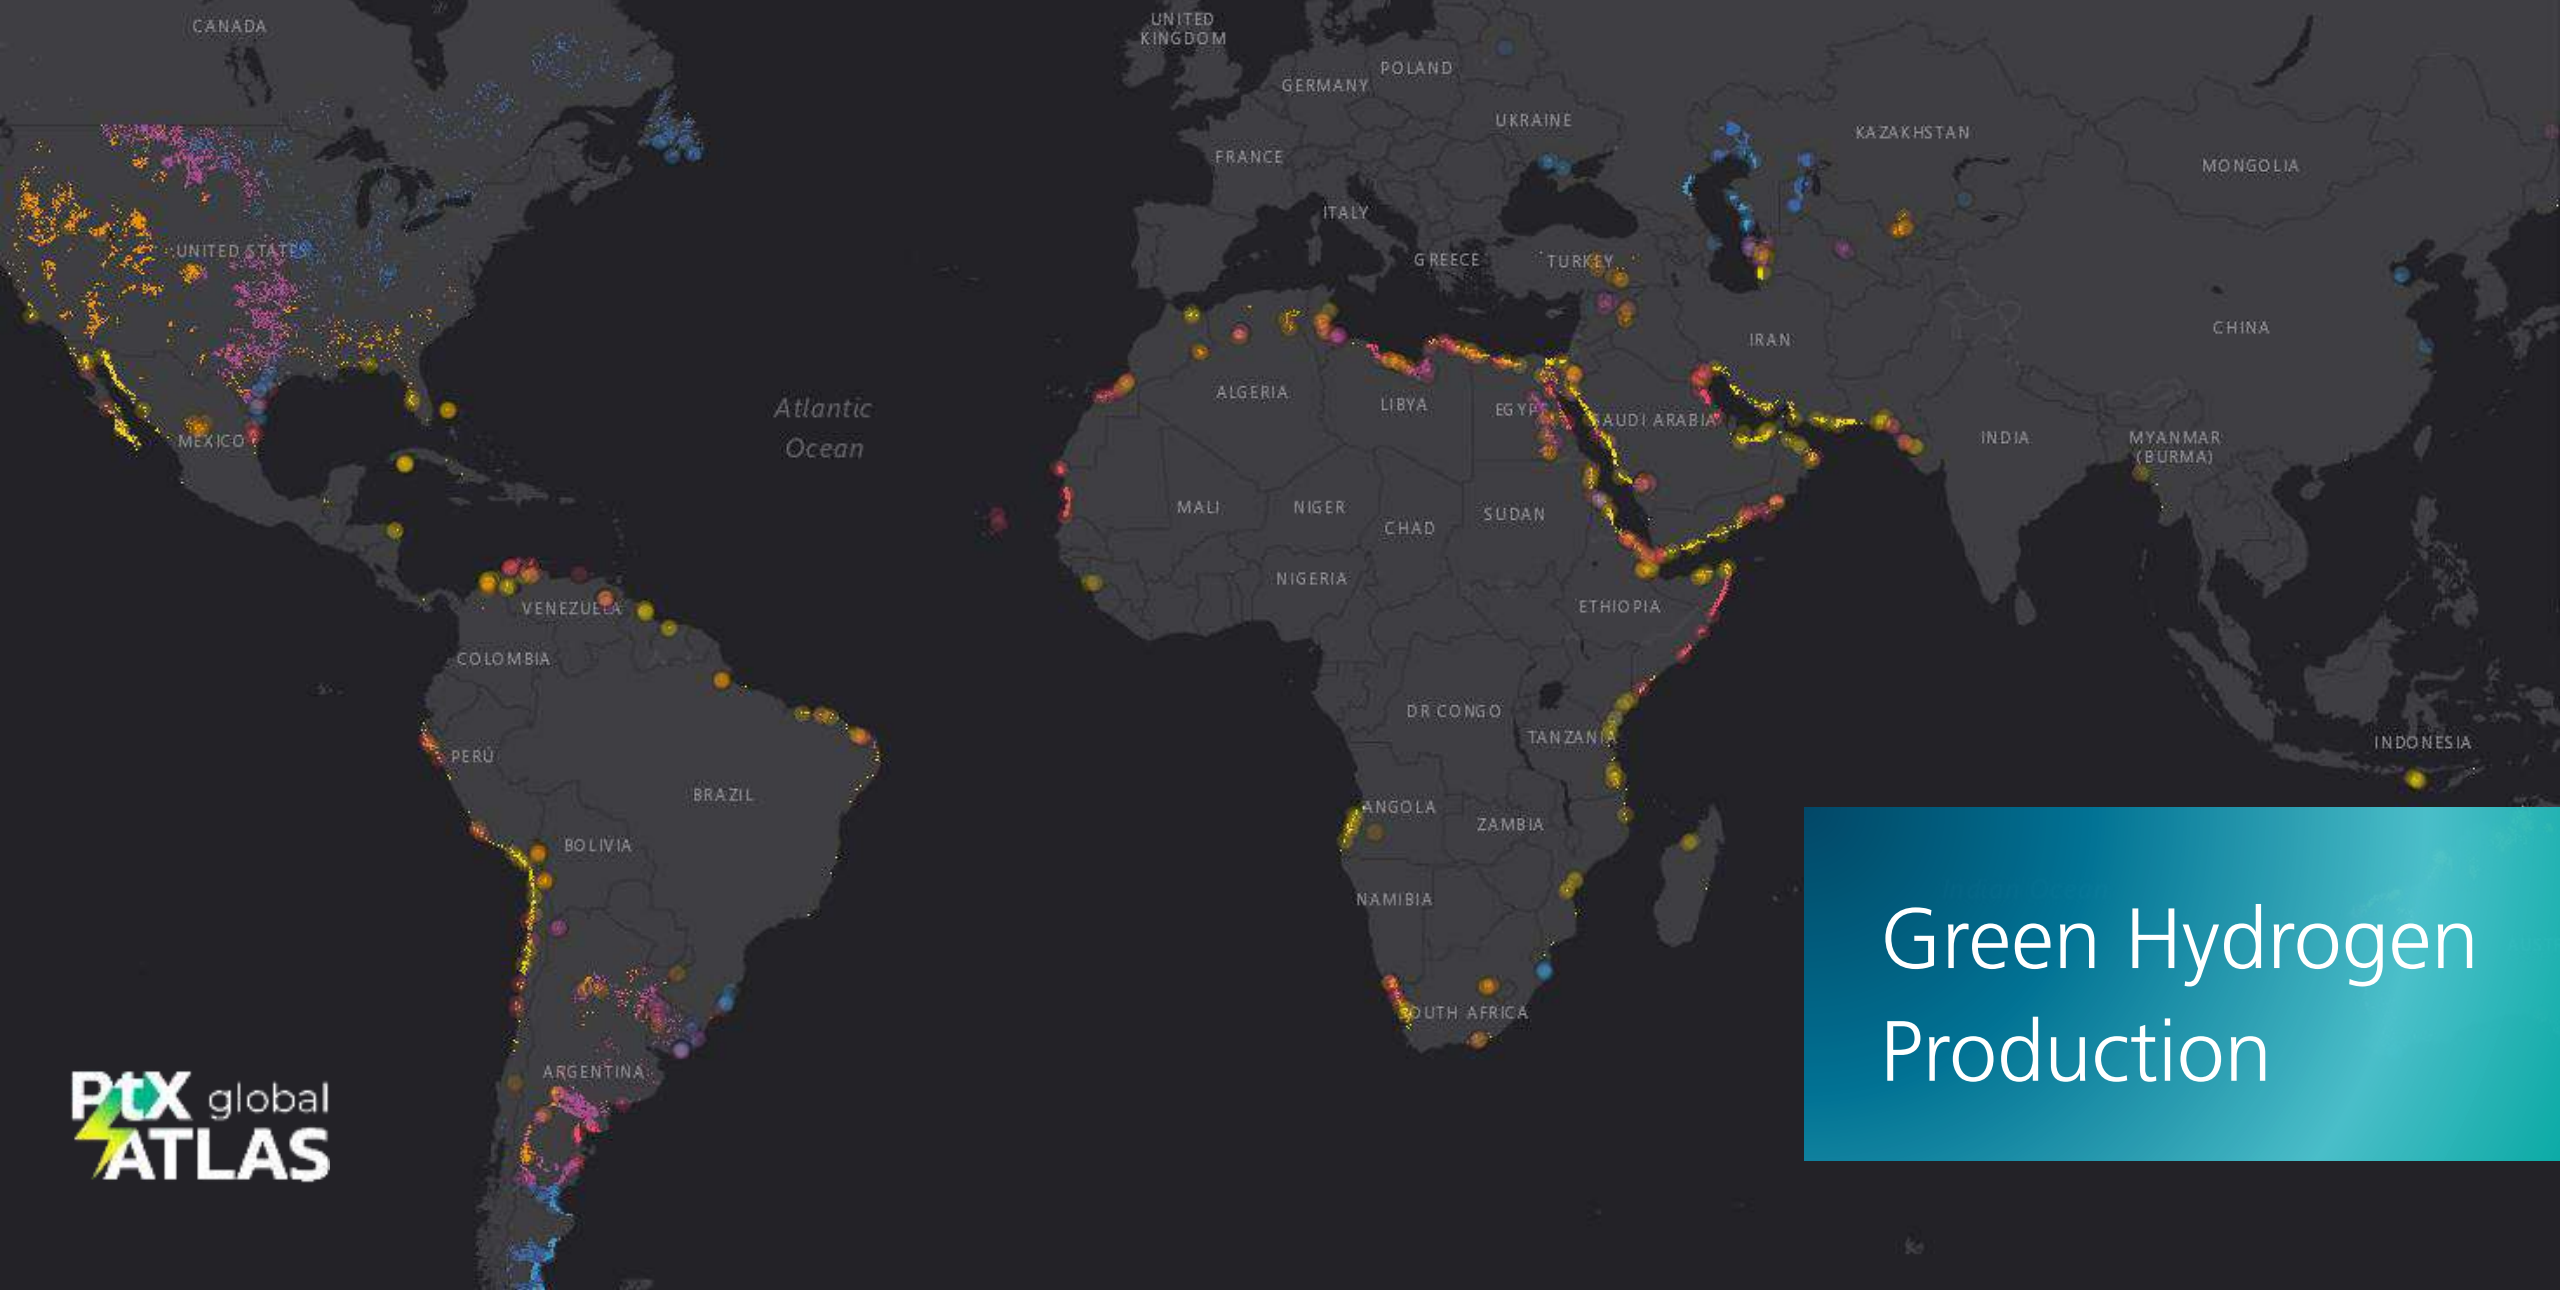 CANADA
UNITED
KINGDOM
POLAND
GERMANY
UKRAINE
KAZAKHSTAN
FRANCE
MONGOLIA
ITALY
UNITED STATES
GREECE
TURKEY
CHINA
IRAN
ALGERIA
LIBYA
EGYPT
SAUDI ARABIA
Atlantic
Ocean
MEXICO
INDIA
MYANMAR
(BURMA)
MALI
NIGER
CHAD
SUDAN
NIGERIA
ETHIOPIA
VENEZUELA
COLOMBIA
DR CONGO
TANZANIA
INDONESIA
PERÚ
BRAZIL
ANGOLA
ZAMBIA
BOLIVIA
NAMIBIA
SOUTH AFRICA
ARGENTINA
Green Hydrogen
Production
PtX global
ATLAS